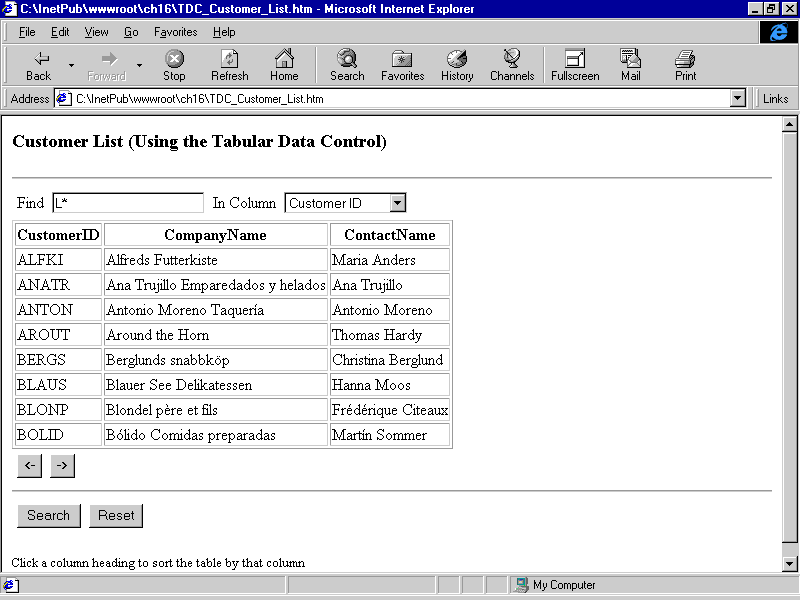 C:\InetPub\wwwroot\ch16\TDC_Customer_List.htm - Microsoft Internet Explorer
File Edit View Go Favorites Help
Back Forward Stop Refresh Home Search Favorites History Channels Fullscreen Mail Print
Address C:\InetPub\wwwroot\ch16\TDC_Customer_List.htm Links
Customer List (Using the Tabular Data Control)
Find L* In Column Customer ID
CustomerID CompanyName ContactName
ALFKI Alfreds Futterkiste Maria Anders
ANATR Ana Trujillo Emparedados y helados Ana Trujillo
ANTON Antonio Moreno Taquería Antonio Moreno
AROUT Around the Horn Thomas Hardy
BERGS Berglunds snabbköp Christina Berglund
BLAUS Blauer See Delikatessen Hanna Moos
BLONP Blondel père et fils Frédérique Citeaux
BOLID Bólido Comidas preparadas Martín Sommer
<- ->
Search Reset
Click a column heading to sort the table by that column
My Computer